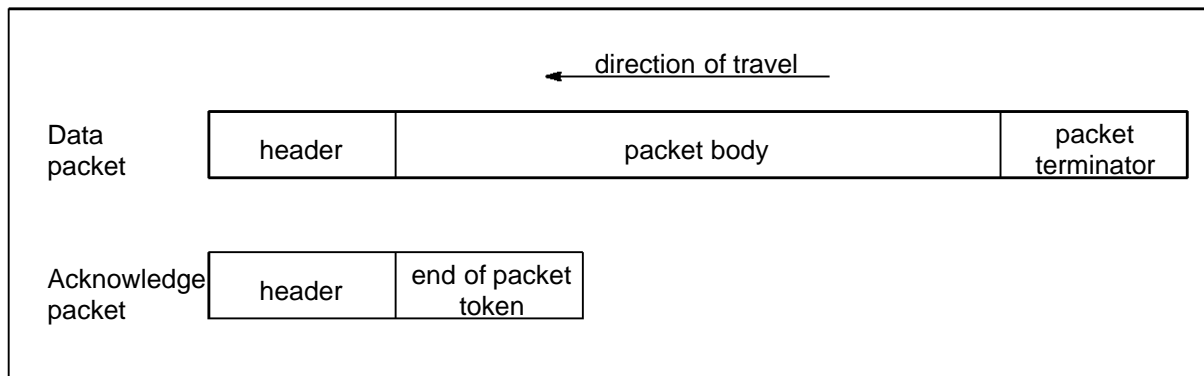 direction of travel
Data
packet
header
packet body
packet
terminator
Acknowledge
packet
header
end of packet
token